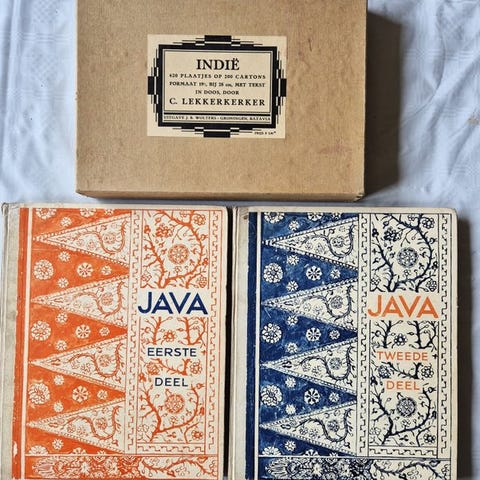 INDIË
620 PLAATJES OP 200 CARTONS
FORMAAT 19½ BIJ 28 cm, MET TEKST
IN DOOS, DOOR
C. LEKKERKERKER
UITGAVE J. B. WOLTERS - GRONINGEN, BATAVIA
JAVA
EERSTE
DEEL
JAVA
TWEEDE
DEEL